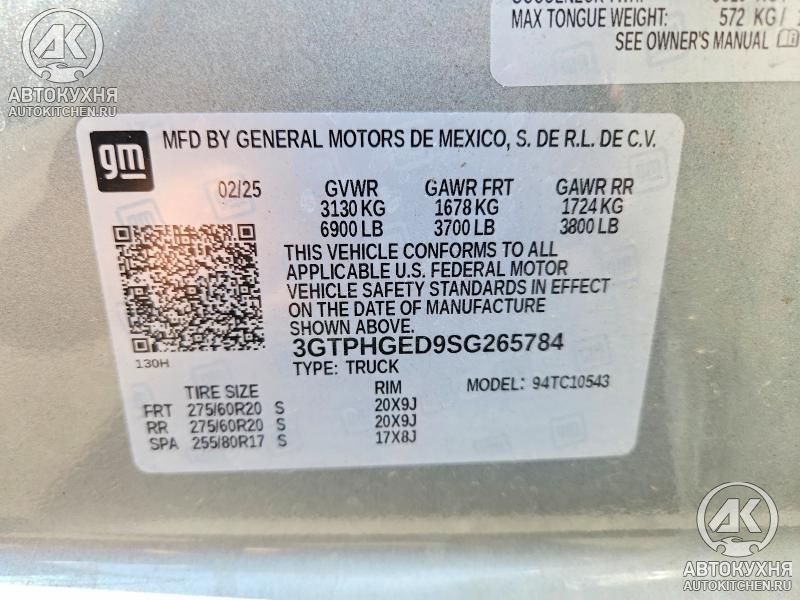 MAX TONGUE WEIGHT: 572 KG/
SEE OWNER'S MANUAL
AK
АВТОКУХНЯ
AUTOKITCHEN.RU
gm
MFD BY GENERAL MOTORS DE MEXICO, S. DE R.L. DE C.V.
02/25 GVWR GAWR FRT GAWR RR
3130 KG 1678 KG 1724 KG
6900 LB 3700 LB 3800 LB
THIS VEHICLE CONFORMS TO ALL
APPLICABLE U.S. FEDERAL MOTOR
VEHICLE SAFETY STANDARDS IN EFFECT
ON THE DATE OF MANUFACTURE
SHOWN ABOVE.
3GTPHGED9SG265784
130H
TYPE: TRUCK
MODEL: 94TC10543
TIRE SIZE RIM
FRT 275/60R20 S 20X9J
RR 275/60R20 S 20X9J
SPA 255/80R17 S 17X8J
AK
АВТОКУХНЯ
AUTOKITCHEN.RU